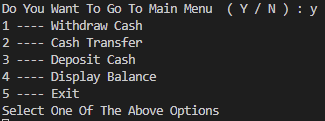 Do You Want To Go To Main Menu  ( Y / N ) : y
1 ---- Withdraw Cash
2 ---- Cash Transfer
3 ---- Deposit Cash
4 ---- Display Balance
5 ---- Exit
Select One Of The Above Options